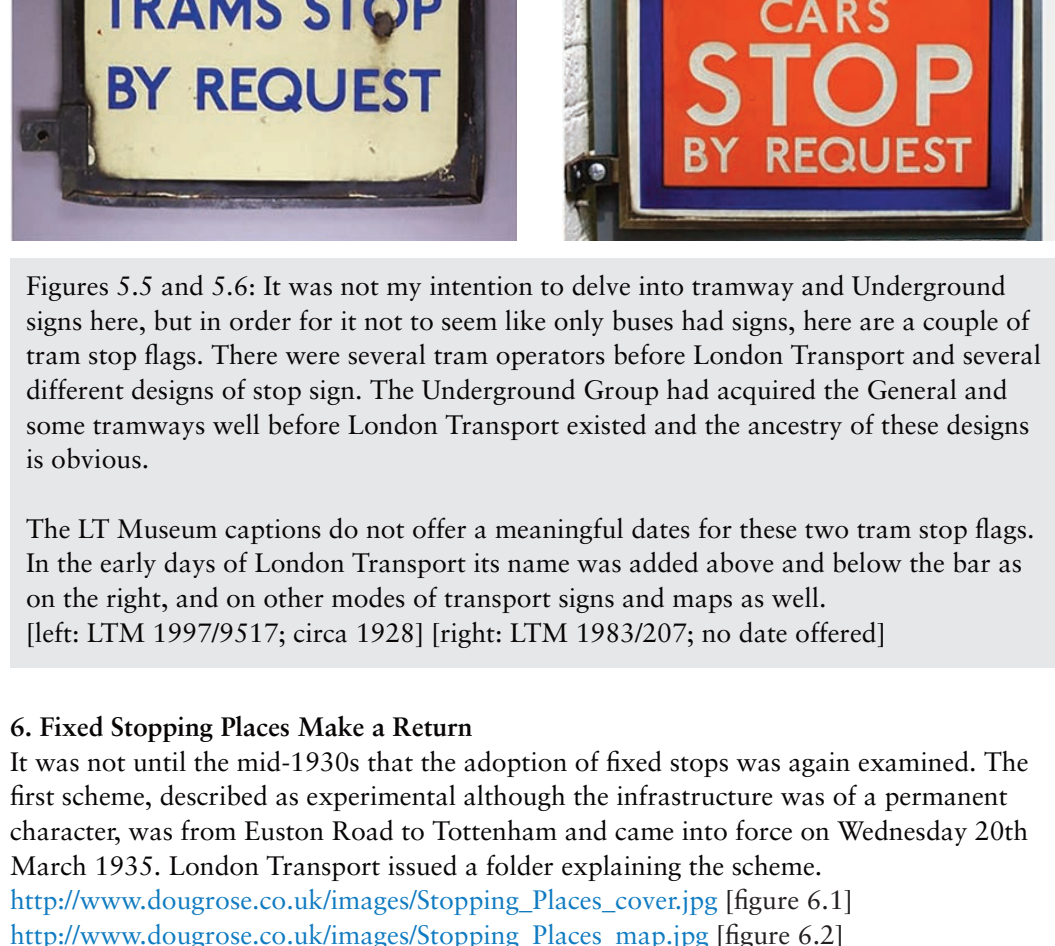 TRAMS STOP
BY REQUEST
CARS
STOP
BY REQUEST
Figures 5.5 and 5.6: It was not my intention to delve into tramway and Underground
signs here, but in order for it not to seem like only buses had signs, here are a couple of
tram stop flags. There were several tram operators before London Transport and several
different designs of stop sign. The Underground Group had acquired the General and
some tramways well before London Transport existed and the ancestry of these designs
is obvious.
The LT Museum captions do not offer a meaningful dates for these two tram stop flags.
In the early days of London Transport its name was added above and below the bar as
on the right, and on other modes of transport signs and maps as well.
[left: LTM 1997/9517; circa 1928] [right: LTM 1983/207; no date offered]
6. Fixed Stopping Places Make a Return
It was not until the mid-1930s that the adoption of fixed stops was again examined. The
first scheme, described as experimental although the infrastructure was of a permanent
character, was from Euston Road to Tottenham and came into force on Wednesday 20th
March 1935. London Transport issued a folder explaining the scheme.
http://www.dougrose.co.uk/images/Stopping_Places_cover.jpg [figure 6.1]
http://www.dougrose.co.uk/images/Stopping_Places_map.jpg [figure 6.2]